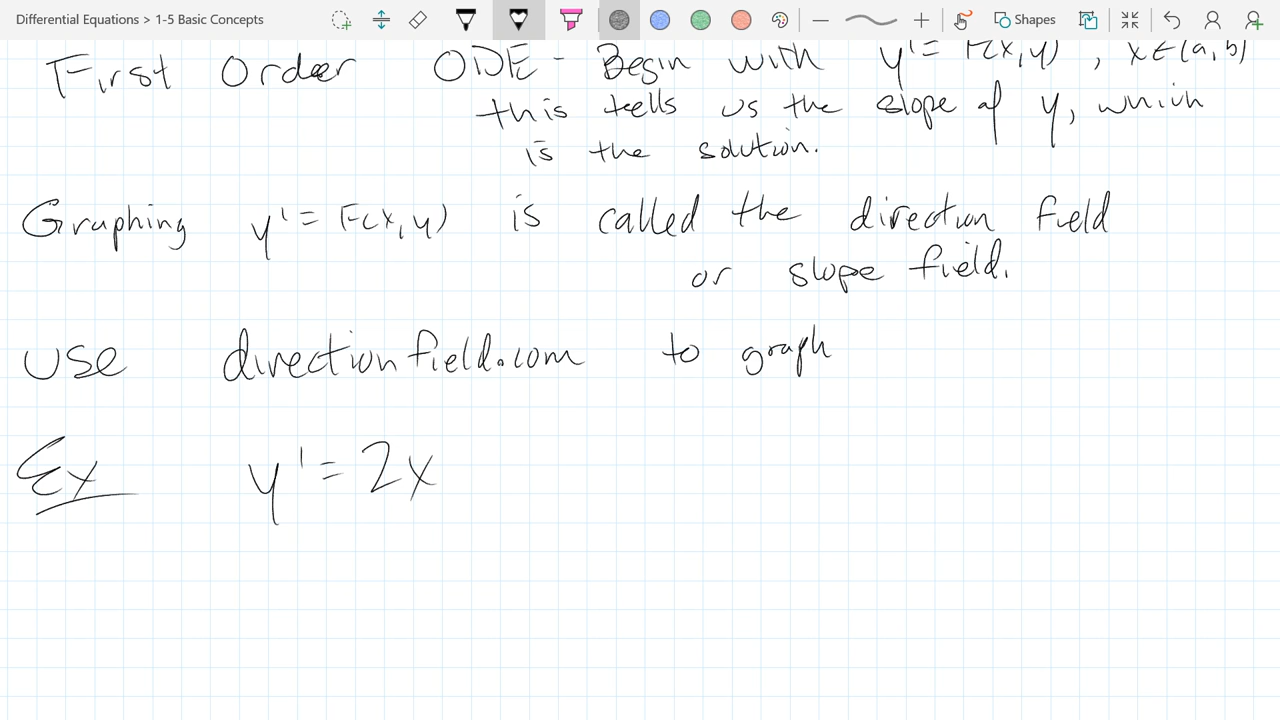 Differential Equations > 1-5 Basic Concepts
Shapes
First Order ODE - Begin with y' = F(x,y) , x ∈ (a,b)
this tells us the slope of y, which
is the solution.
Graphing y' = F(x,y) is called the direction field
or slope field.
Use directionfield.com to graph
Ex y' = 2x